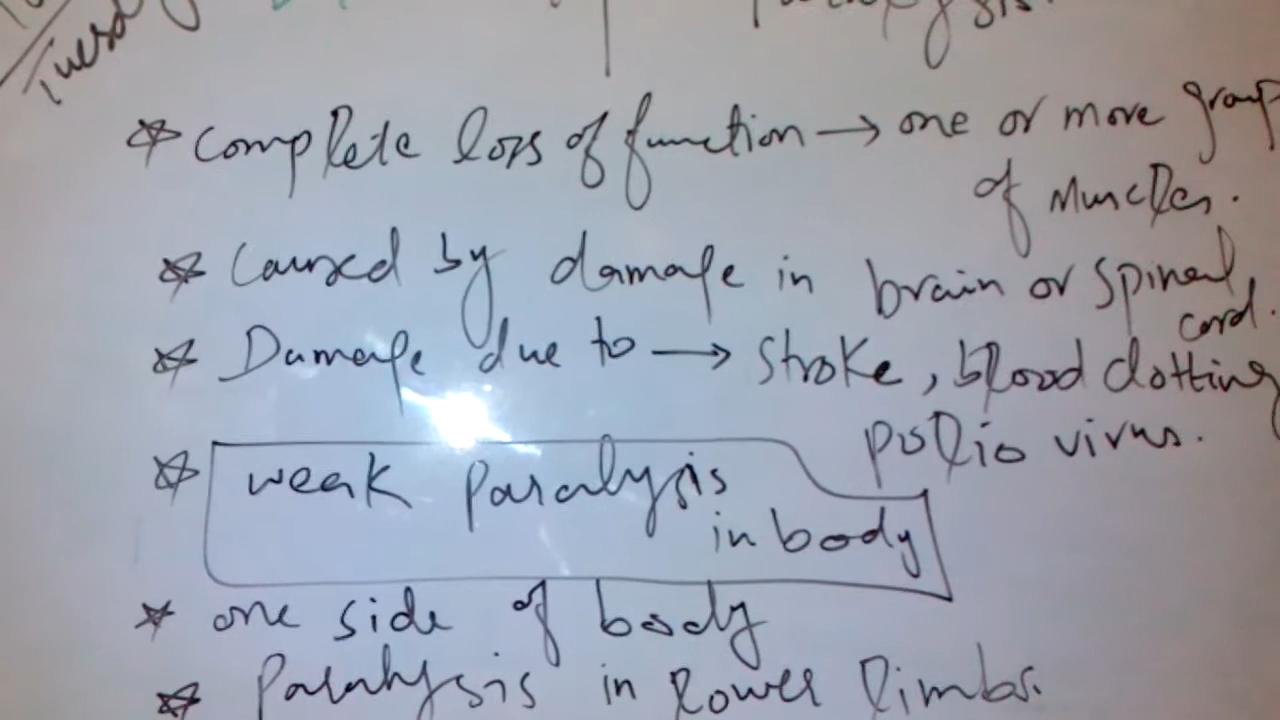 Tuesd
Paralysis.
* Complete loss of function → one or more group
of Muscles.
* Caused by damage in brain or spinal
cord.
* Damage due to → stroke, blood clotting
polio virus.
* weak paralysis
in body
* one side of body
* Paralysis in lower limbs.